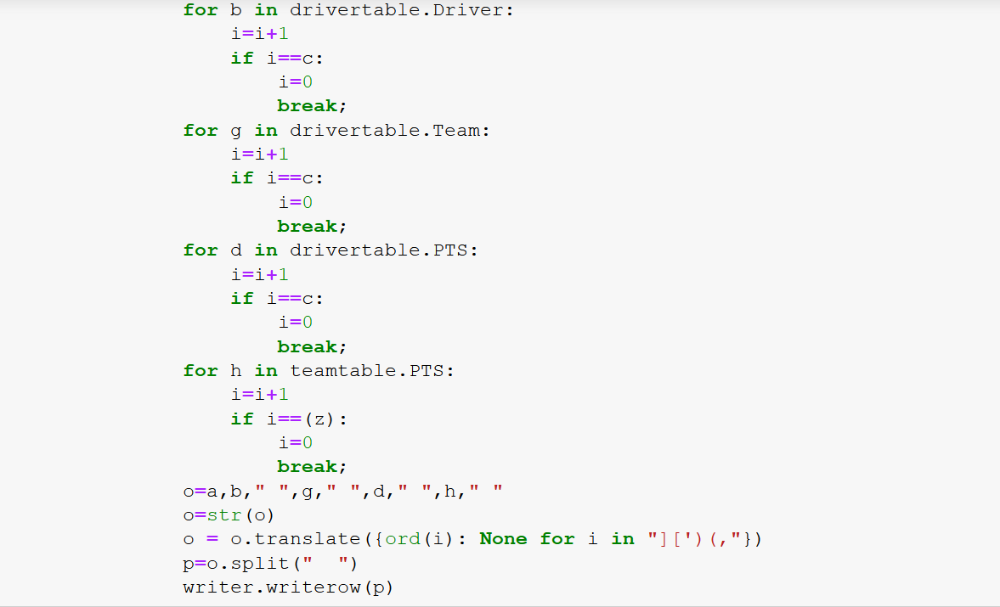 for b in drivertable.Driver:
    i=i+1
    if i==c:
        i=0
        break;
for g in drivertable.Team:
    i=i+1
    if i==c:
        i=0
        break;
for d in drivertable.PTS:
    i=i+1
    if i==c:
        i=0
        break;
for h in teamtable.PTS:
    i=i+1
    if i==(z):
        i=0
        break;
o=a,b," ",g," ",d," ",h," "
o=str(o)
o = o.translate({ord(i): None for i in "][')(,"})
p=o.split("  ")
writer.writerow(p)